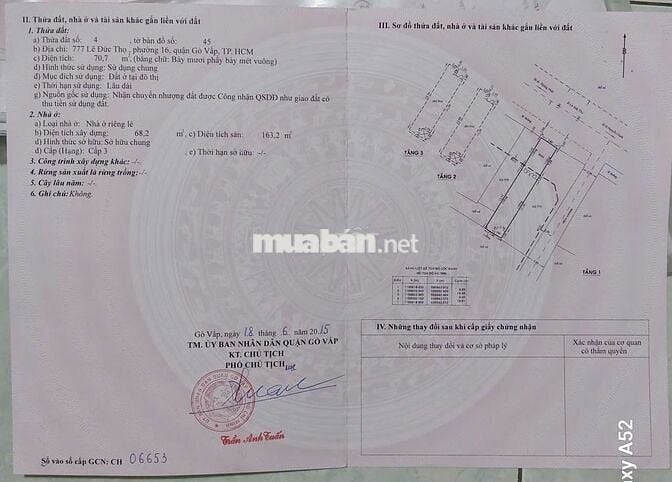 II. Thửa đất, nhà ở và tài sản khác gắn liền với đất
1. Thửa đất:
a) Thửa đất số: 4 tờ bản đồ số: 45
b) Địa chỉ: 777 Lê Đức Thọ, phường 16, quận Gò Vấp, TP. HCM
c) Diện tích: 70,7 m², (bằng chữ: Bảy mươi phẩy bảy mét vuông)
d) Hình thức sử dụng: Sử dụng chung
đ) Mục đích sử dụng: Đất ở tại đô thị
e) Thời hạn sử dụng: Lâu dài
g) Nguồn gốc sử dụng: Nhận chuyển nhượng đất được Công nhận QSDĐ như giao đất có
thu tiền sử dụng đất.
2. Nhà ở:
a) Loại nhà ở: Nhà ở riêng lẻ
b) Diện tích xây dựng: 68,2 m², c) Diện tích sàn: 163,2 m²
d) Hình thức sở hữu: Sở hữu chung
đ) Cấp (Hạng): Cấp 3 e) Thời hạn sở hữu: -/-
3. Công trình xây dựng khác: -/-
4. Rừng sản xuất là rừng trồng: -/-
5. Cây lâu năm: -/-
6. Ghi chú: Không.
Gò Vấp, ngày 18 tháng 6 năm 2015
TM. ỦY BAN NHÂN DÂN QUẬN GÒ VẤP
KT. CHỦ TỊCH
PHÓ CHỦ TỊCH
Trần Anh Tuấn
Số vào sổ cấp GCN: CH 06653
III. Sơ đồ thửa đất, nhà ở và tài sản khác gắn liền với đất
B
TẦNG 3
TẦNG 2
TẦNG 1
IV. Những thay đổi sau khi cấp giấy chứng nhận
Nội dung thay đổi và cơ sở pháp lý
Xác nhận của cơ quan
có thẩm quyền
muaban.net
axy A52